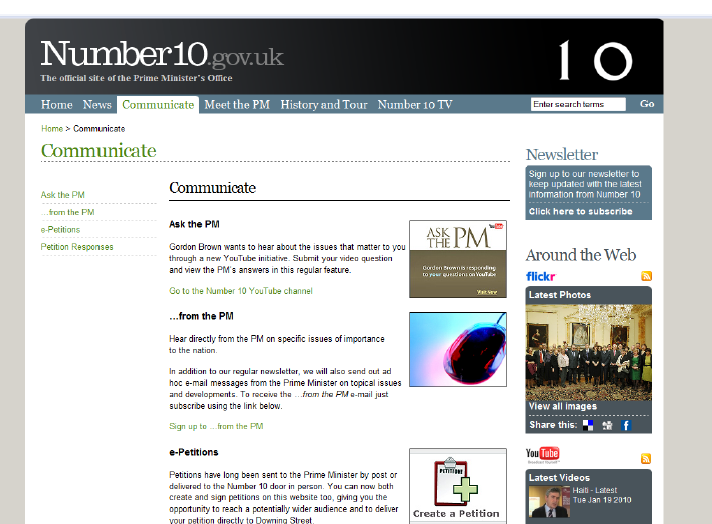 Number10.gov.uk
The official site of the Prime Minister's Office
10
Home News Communicate Meet the PM History and Tour Number 10 TV
Enter search terms Go
Home > Communicate
Communicate
Ask the PM
...from the PM
e-Petitions
Petition Responses
Communicate
Ask the PM
Gordon Brown wants to hear about the issues that matter to you
through a new YouTube initiative. Submit your video question
and view the PM's answers in this regular feature.
Go to the Number 10 YouTube channel
YouTube
ASK
THE PM
Gordon Brown is responding
to your questions on YouTube
Visit Now
...from the PM
Hear directly from the PM on specific issues of importance
to the nation.
In addition to our regular newsletter, we will also send out ad
hoc e-mail messages from the Prime Minister on topical issues
and developments. To receive the ...from the PM e-mail just
subscribe using the link below.
Sign up to ...from the PM
e-Petitions
Petitions have long been sent to the Prime Minister by post or
delivered to the Number 10 door in person. You can now both
create and sign petitions on this website too, giving you the
opportunity to reach a potentially wider audience and to deliver
your petition directly to Downing Street.
PETITION
Create a Petition
Newsletter
Sign up to our newsletter to
keep updated with the latest
information from Number 10
Click here to subscribe
Around the Web
flickr
Latest Photos
View all images
Share this:
YouTube
Latest Videos
Haiti - Latest
Tue Jan 19 2010